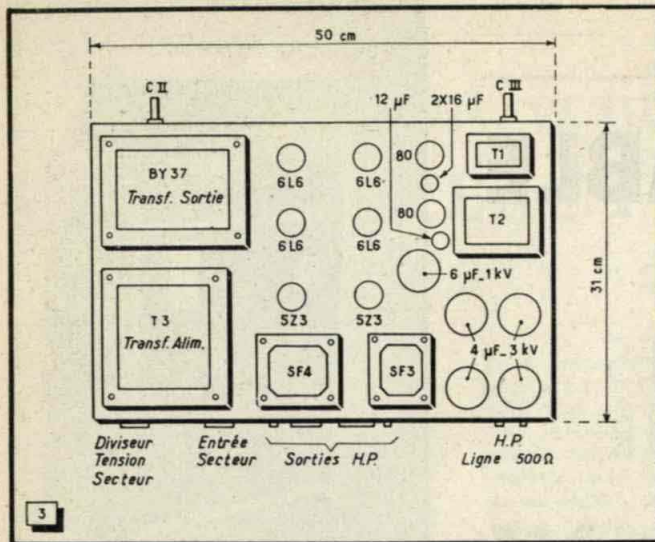 50 cm
C II
C III
12 µF
2X16 µF
BY 37
Transf. Sortie
6L6
6L6
80
T1
6L6
6L6
80
T2
31 cm
6 µF_1 kV
5Z3
5Z3
T 3
Transf. Alim.
SF4
SF3
4 µF_3 kV
Diviseur
Tension
Secteur
Entrée
Secteur
Sorties H.P.
H.P.
Ligne 500Ω
3